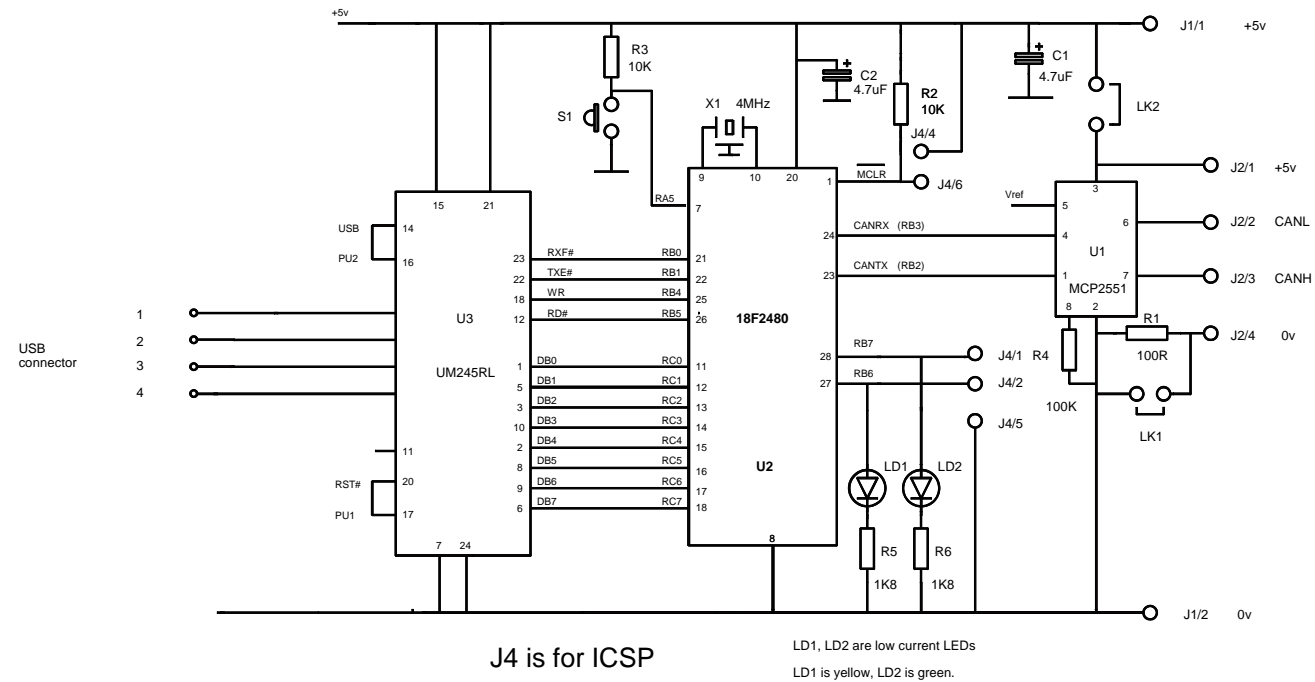 +5v
J1/1 +5v
R3
10K
S1
X1 4MHz
C2
4.7uF
R2
10K
C1
4.7uF
LK2
J4/4
J4/6
J2/1 +5v
J2/2 CANL
J2/3 CANH
J2/4 0v
15 21
9 10 20
1 MCLR
RA5
7
Vref
5
3
6
4
1
7
8 2
U1
MCP2551
24 CANRX (RB3)
23 CANTX (RB2)
USB 14
PU2 16
23 RXF# RB0 21
22 TXE# RB1 22
18 WR RB4 25
12 RD# RB5 26
U3
UM245RL
18F2480
U2
USB
connector
1
2
3
4
1 DB0 RC0 11
5 DB1 RC1 12
3 DB2 RC2 13
10 DB3 RC3 14
2 DB4 RC4 15
8 DB5 RC5 16
9 DB6 RC6 17
6 DB7 RC7 18
11
RST# 20
PU1 17
7 24
8
28 RB7 J4/1
27 RB6 J4/2
J4/5
LD1 LD2
R5 R6
1K8 1K8
R4
100K
R1
100R
LK1
J1/2 0v
J4 is for ICSP
LD1, LD2 are low current LEDs
LD1 is yellow, LD2 is green.